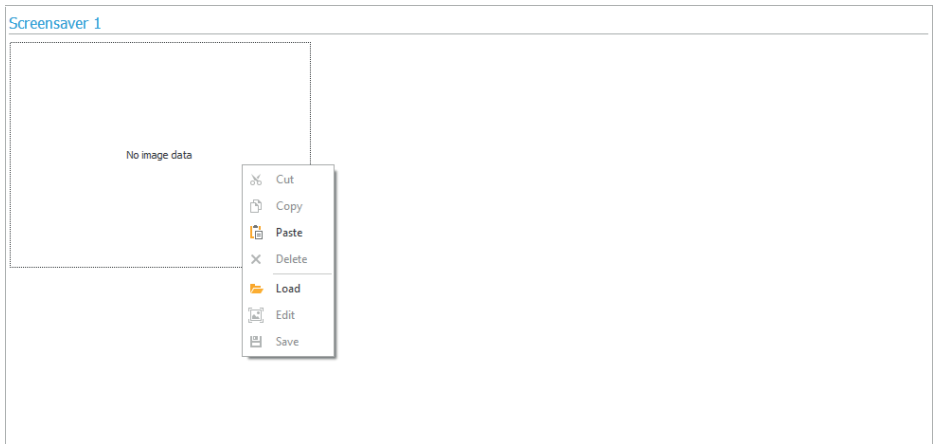 Screensaver 1
No image data
Cut
Copy
Paste
Delete
Load
Edit
Save